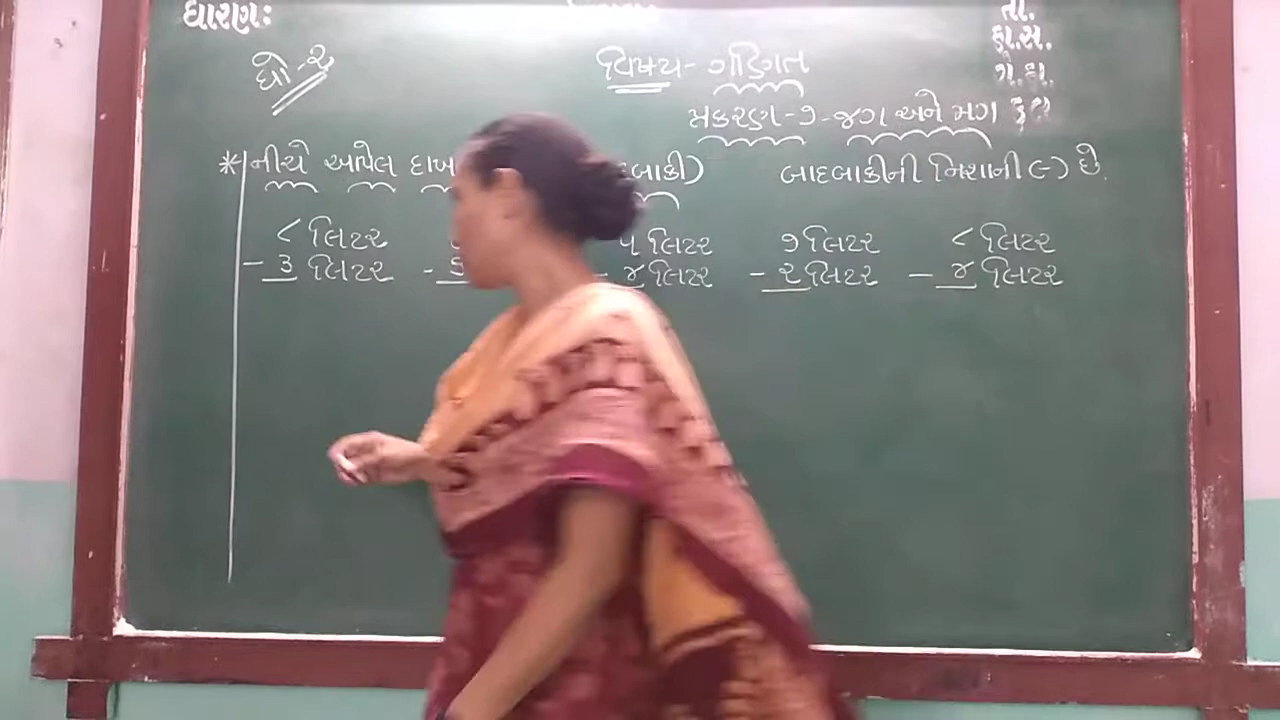 ધોરણઃ
તા.
ધો-૨
વિષય - ગણિત
હા.સ.
ગ.હા.
પ્રકરણ-૭ - જગ અને મગ
કુલ
* નીચે આપેલ દાખ બાકી) બાદબાકીની નિશાની (-) છે.
૮ લિટર ૫ લિટર ૭ લિટર ૮ લિટર
- ૩ લિટર - ૪ લિટર - ૨ લિટર - ૪ લિટર